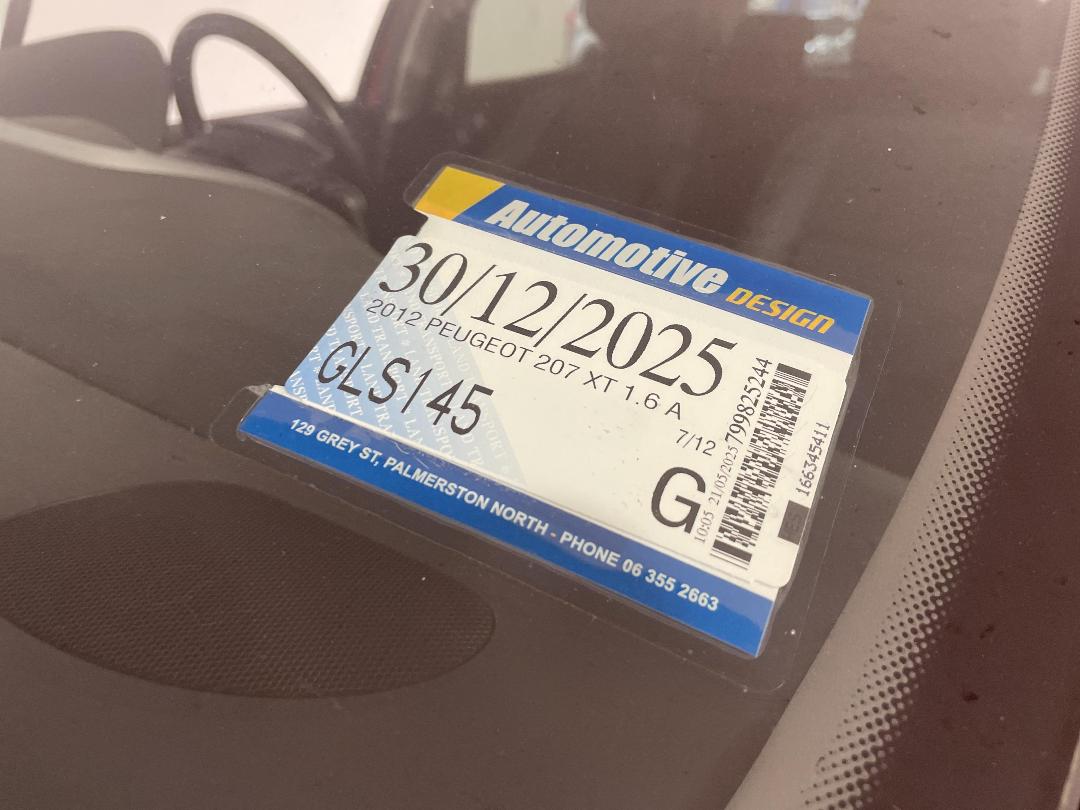 Automotive DESIGN
30/12/2025
2012 PEUGEOT 207 XT 1.6 A
GLS145
7/12
G
10:05 21/05/2025 799825244
166345411
129 GREY ST, PALMERSTON NORTH - PHONE 06 355 2663